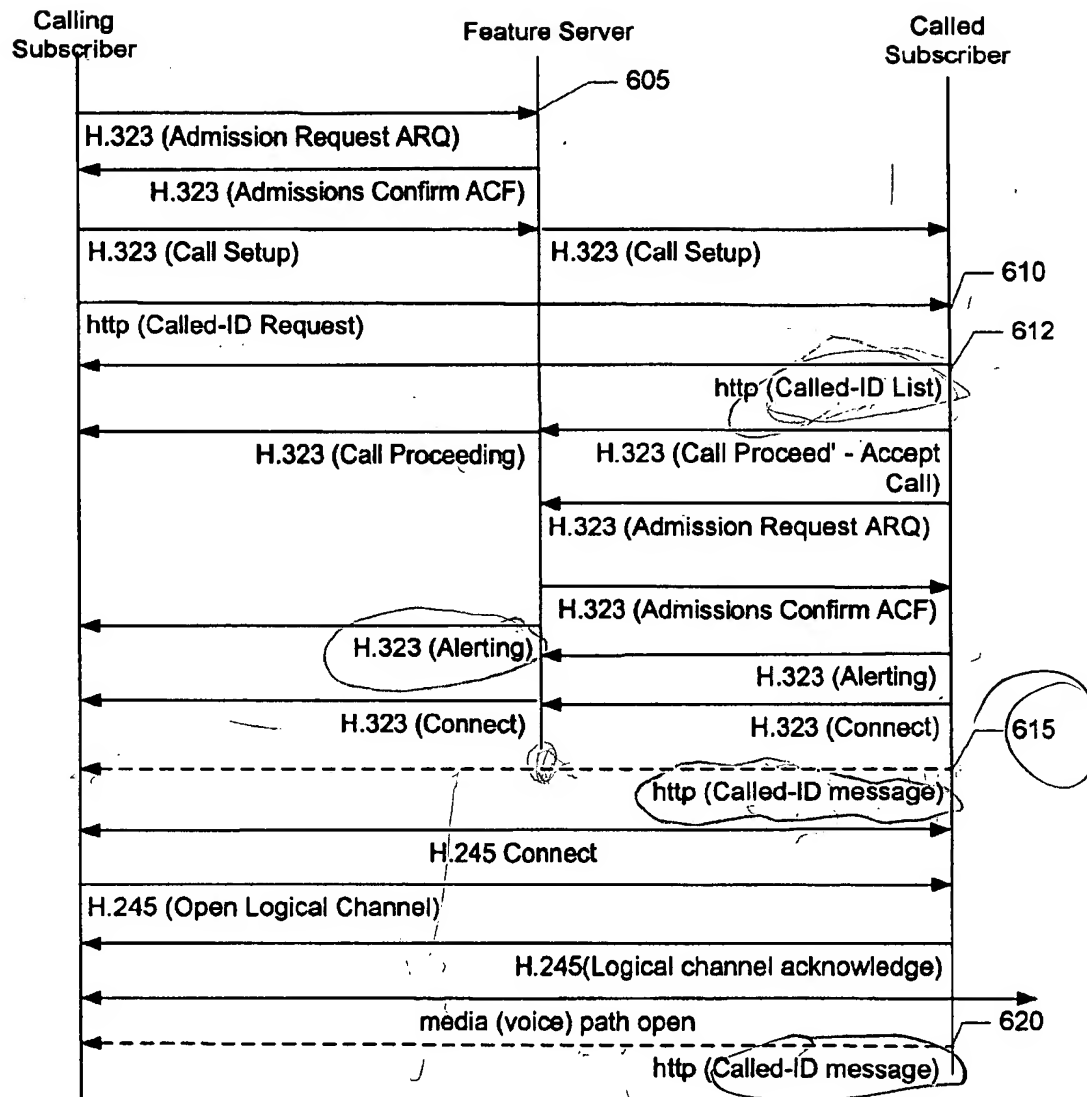 Calling
Subscriber
Feature Server
Called
Subscriber
605
H.323 (Admission Request ARQ)
H.323 (Admissions Confirm ACF)
H.323 (Call Setup)
H.323 (Call Setup)
610
http (Called-ID Request)
612
http (Called-ID List)
H.323 (Call Proceeding)
H.323 (Call Proceed' - Accept
Call)
H.323 (Admission Request ARQ)
H.323 (Admissions Confirm ACF)
H.323 (Alerting)
H.323 (Alerting)
H.323 (Connect)
H.323 (Connect)
615
http (Called-ID message)
H.245 Connect
H.245 (Open Logical Channel)
H.245(Logical channel acknowledge)
media (voice) path open
620
http (Called-ID message)